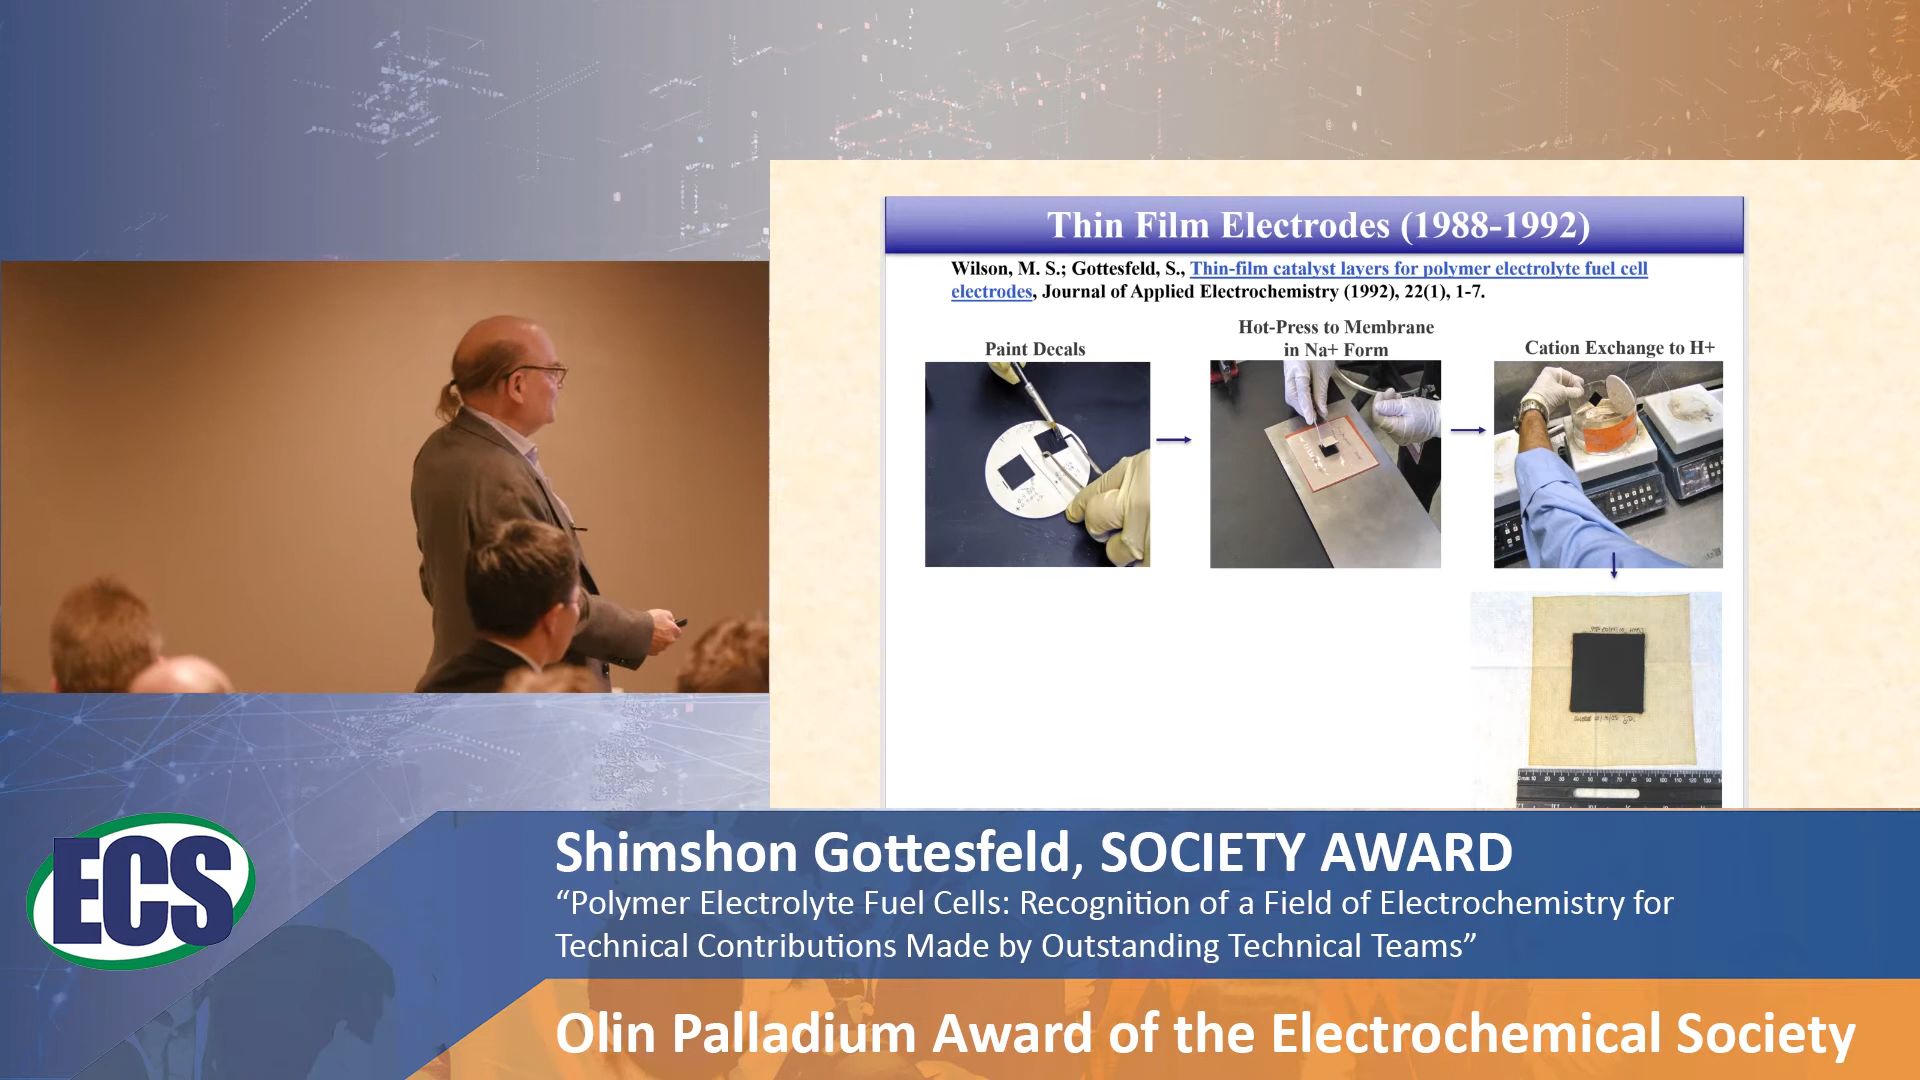 Thin Film Electrodes (1988-1992)
Wilson, M. S.; Gottesfeld, S., Thin-film catalyst layers for polymer electrolyte fuel cell
electrodes, Journal of Applied Electrochemistry (1992), 22(1), 1-7.
Paint Decals
Hot-Press to Membrane
in Na+ Form
Cation Exchange to H+
ECS
Shimshon Gottesfeld, SOCIETY AWARD
“Polymer Electrolyte Fuel Cells: Recognition of a Field of Electrochemistry for
Technical Contributions Made by Outstanding Technical Teams”
Olin Palladium Award of the Electrochemical Society